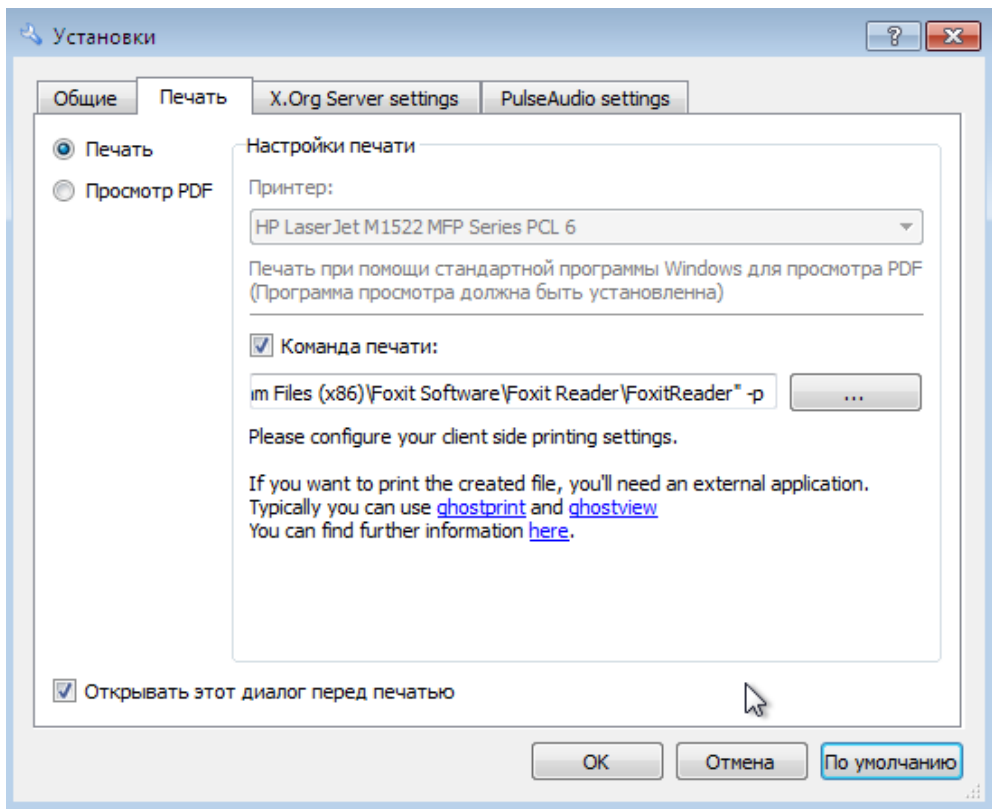 Установки
Общие
Печать
X.Org Server settings
PulseAudio settings
Печать
Просмотр PDF
Настройки печати
Принтер:
HP LaserJet M1522 MFP Series PCL 6
Печать при помощи стандартной программы Windows для просмотра PDF
(Программа просмотра должна быть установленна)
Команда печати:
am Files (x86)\Foxit Software\Foxit Reader\FoxitReader" -p
...
Please configure your client side printing settings.
If you want to print the created file, you'll need an external application.
Typically you can use ghostprint and ghostview
You can find further information here.
Открывать этот диалог перед печатью
OK
Отмена
По умолчанию